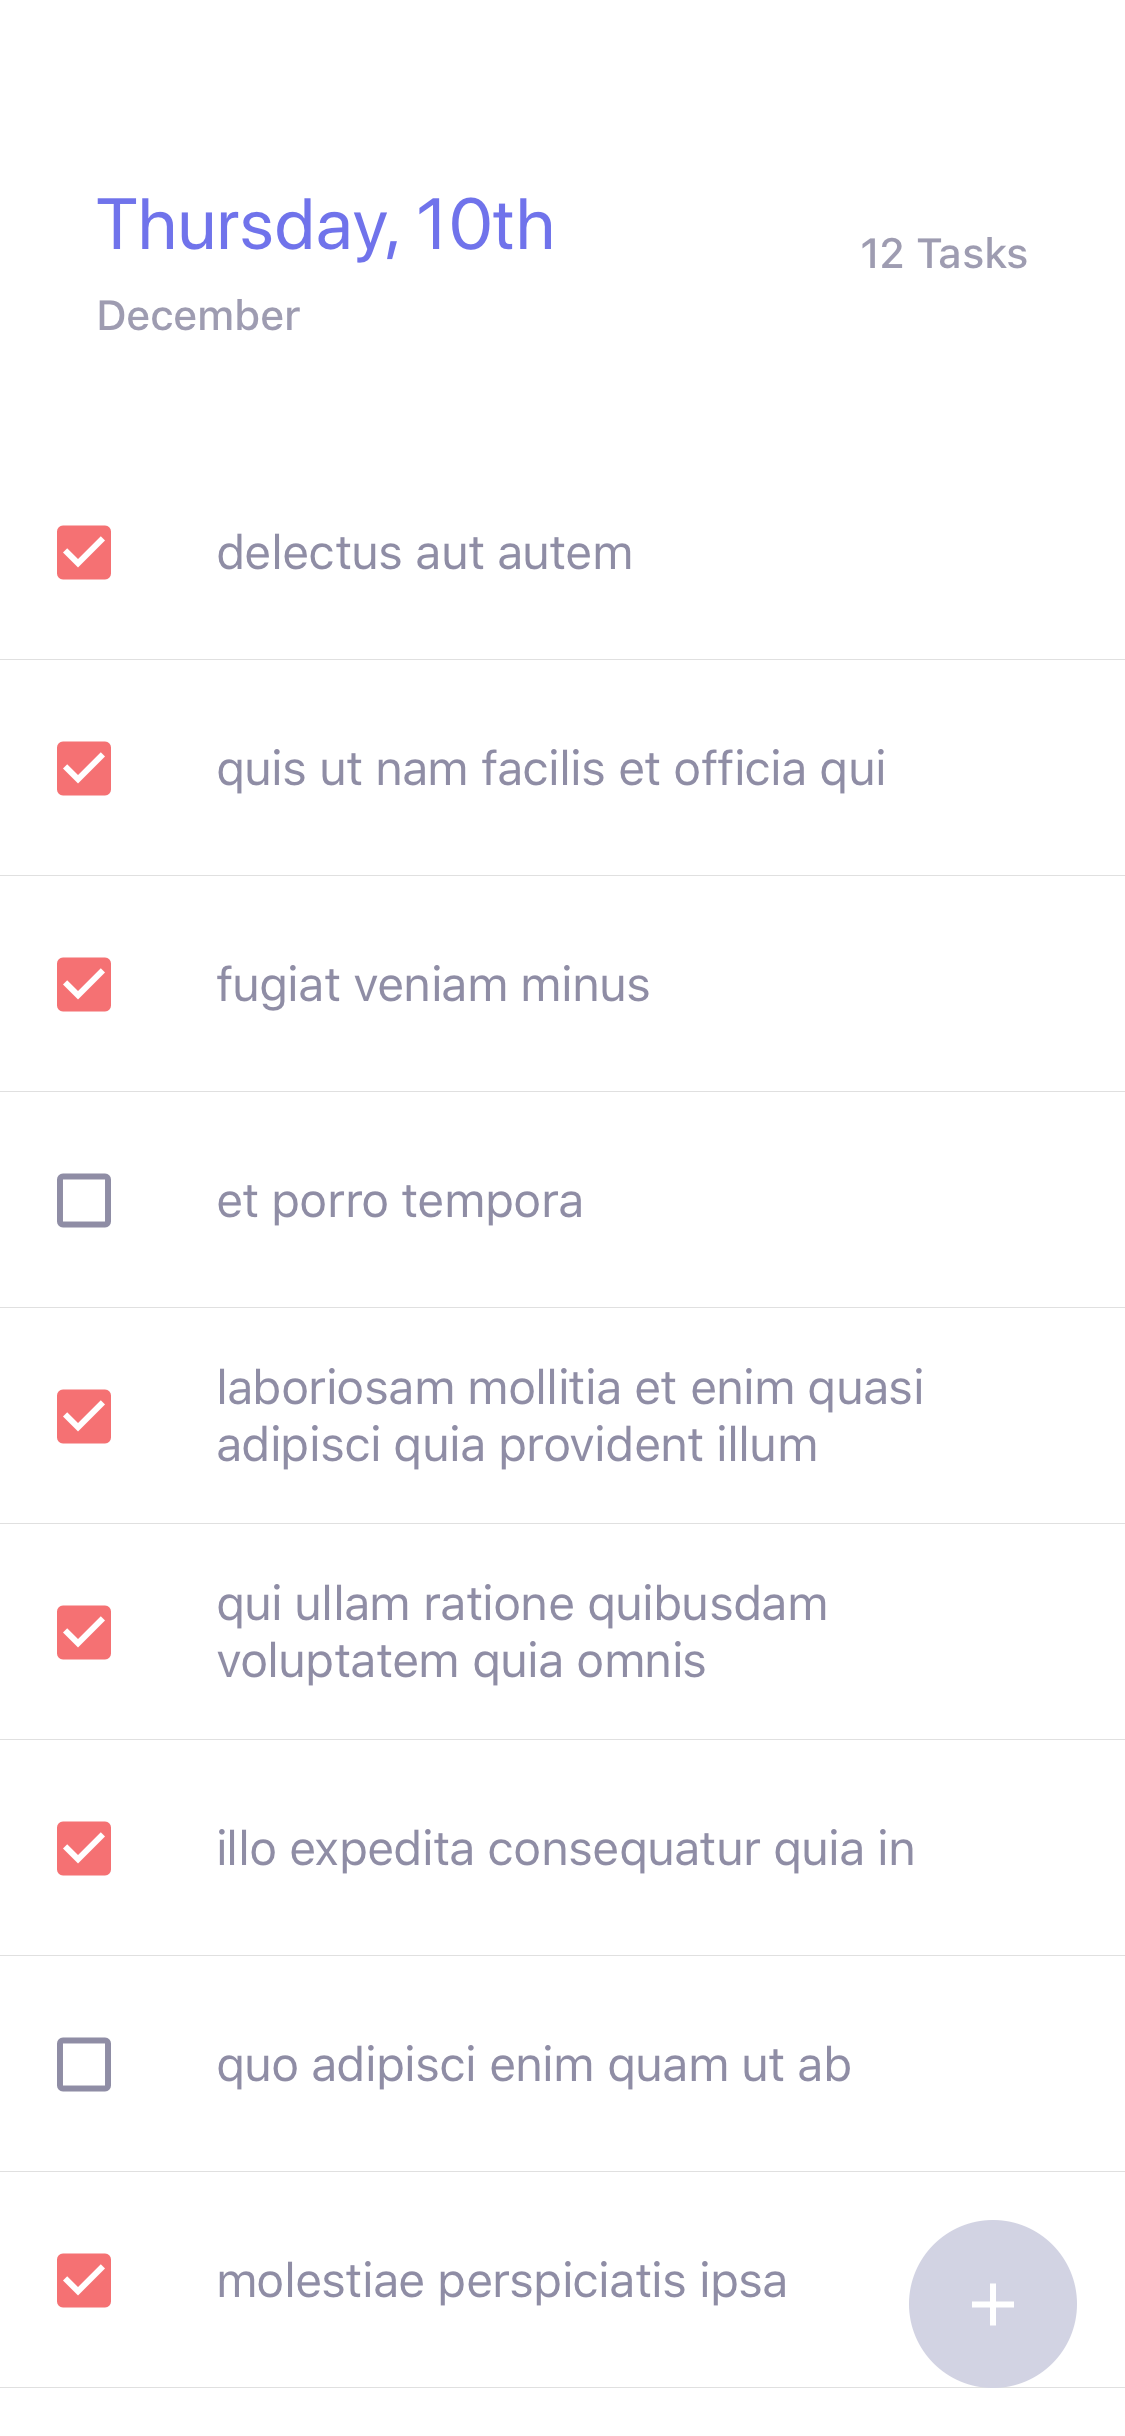 Thursday, 10th
12 Tasks
December
delectus aut autem
quis ut nam facilis et officia qui
fugiat veniam minus
et porro tempora
laboriosam mollitia et enim quasi
adipisci quia provident illum
qui ullam ratione quibusdam
voluptatem quia omnis
illo expedita consequatur quia in
quo adipisci enim quam ut ab
molestiae perspiciatis ipsa